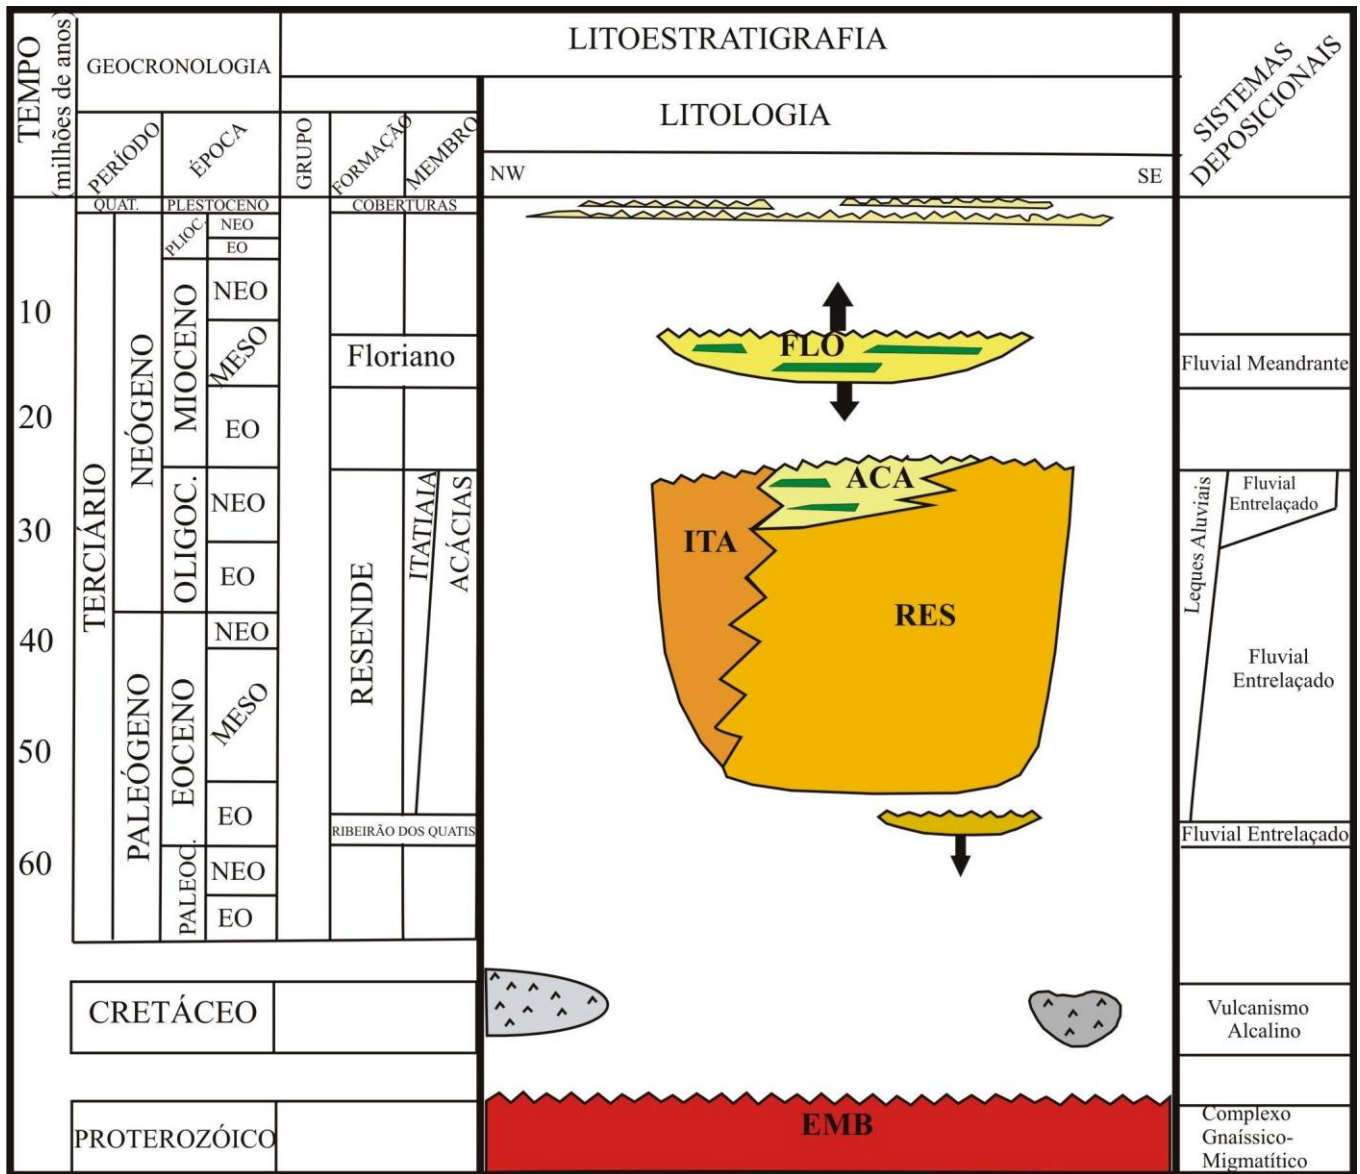 TEMPO
(milhões de anos)
GEOCRONOLOGIA
LITOESTRATIGRAFIA
SISTEMAS
DEPOSICIONAIS
PERÍODO
ÉPOCA
GRUPO
FORMAÇÃO
MEMBRO
LITOLOGIA
NW
SE
QUAT.
PLESTOCENO
COBERTURAS
PLIOC.
NEO
EO
10
20
30
40
50
60
TERCIÁRIO
NEÓGENO
MIOCENO
NEO
MESO
EO
Floriano
FLO
Fluvial Meandrante
OLIGOC.
NEO
EO
RESENDE
ITATIAIA
ACÁCIAS
ITA
ACA
RES
Leques Aluviais
Fluvial
Entrelaçado
Fluvial
Entrelaçado
PALEÓGENO
EOCENO
NEO
MESO
EO
RIBEIRÃO DOS QUATIS
Fluvial Entrelaçado
PALEOC.
NEO
EO
CRETÁCEO
Vulcanismo
Alcalino
PROTEROZÓICO
EMB
Complexo
Gnaíssico-
Migmatítico